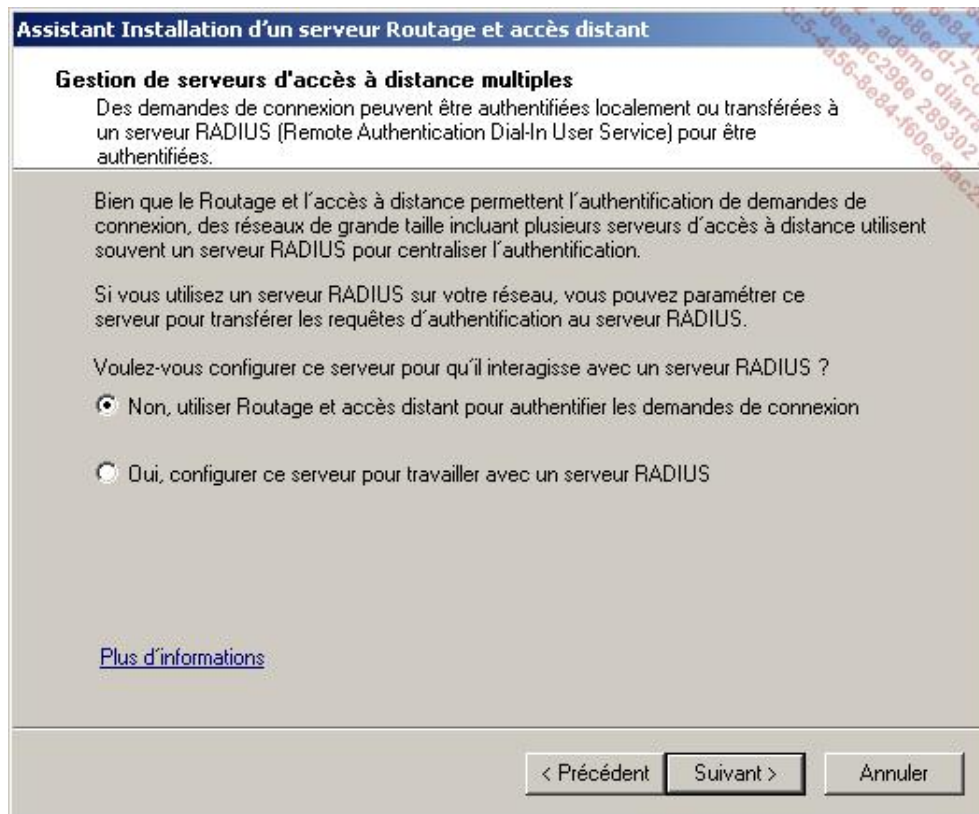 Assistant Installation d'un serveur Routage et accès distant
Gestion de serveurs d'accès à distance multiples
Des demandes de connexion peuvent être authentifiées localement ou transférées à
un serveur RADIUS (Remote Authentication Dial-In User Service) pour être
authentifiées.
Bien que le Routage et l'accès à distance permettent l'authentification de demandes de
connexion, des réseaux de grande taille incluant plusieurs serveurs d'accès à distance utilisent
souvent un serveur RADIUS pour centraliser l'authentification.
Si vous utilisez un serveur RADIUS sur votre réseau, vous pouvez paramétrer ce
serveur pour transférer les requêtes d'authentification au serveur RADIUS.
Voulez-vous configurer ce serveur pour qu'il interagisse avec un serveur RADIUS ?
Non, utiliser Routage et accès distant pour authentifier les demandes de connexion
Oui, configurer ce serveur pour travailler avec un serveur RADIUS
Plus d'informations
< Précédent
Suivant >
Annuler